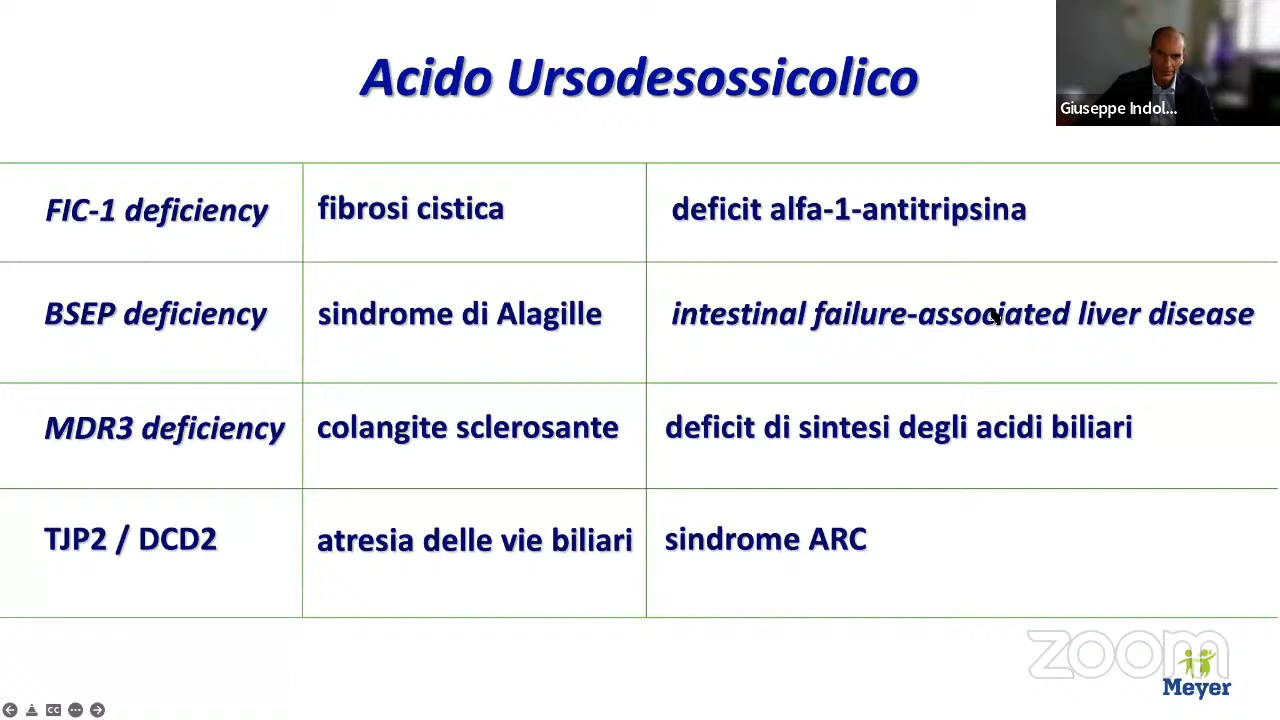 Acido Ursodesossicolico
Giuseppe Indol...
FIC-1 deficiency
fibrosi cistica
deficit alfa-1-antitripsina
BSEP deficiency
sindrome di Alagille
intestinal failure-associated liver disease
MDR3 deficiency
colangite sclerosante
deficit di sintesi degli acidi biliari
TJP2 / DCD2
atresia delle vie biliari
sindrome ARC
zoom
Meyer
CC